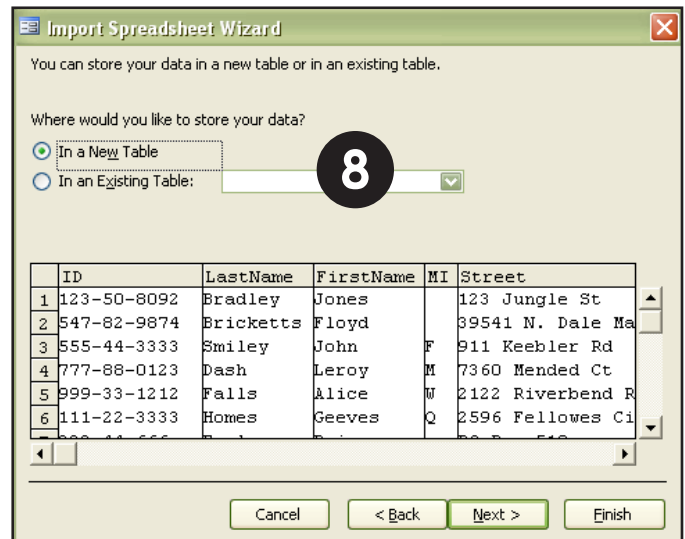 Import Spreadsheet Wizard
You can store your data in a new table or in an existing table.
Where would you like to store your data?
In a New Table
In an Existing Table:
8
ID LastName FirstName MI Street
1 123-50-8092 Bradley Jones 123 Jungle St
2 547-82-9874 Bricketts Floyd 39541 N. Dale Ma
3 555-44-3333 Smiley John F 911 Keebler Rd
4 777-88-0123 Dash Leroy M 7360 Mended Ct
5 999-33-1212 Falls Alice W 2122 Riverbend R
6 111-22-3333 Homes Geeves Q 2596 Fellowes Ci
Cancel < Back Next > Finish